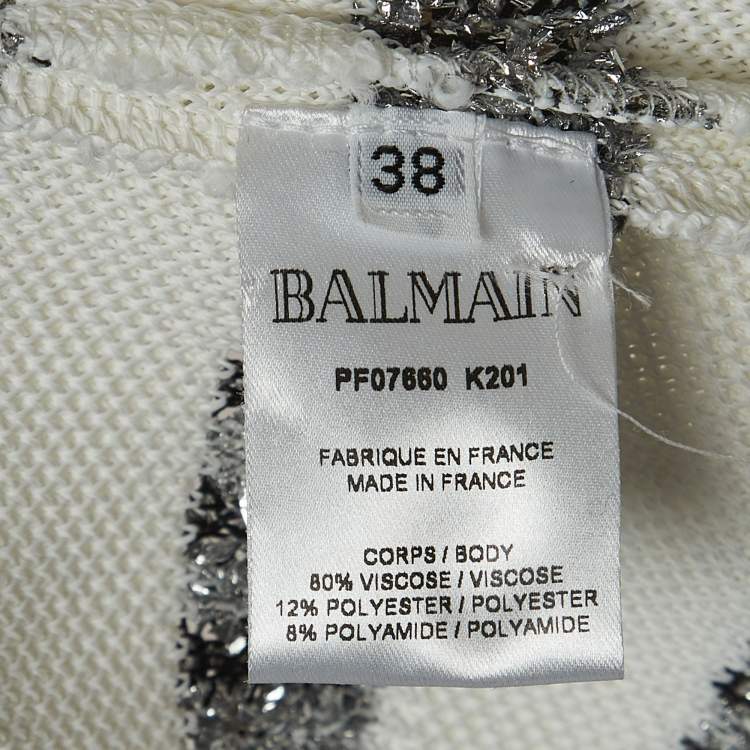 38
BALMAIN
PF07660 K201
FABRIQUE EN FRANCE
MADE IN FRANCE
CORPS / BODY
80% VISCOSE / VISCOSE
12% POLYESTER / POLYESTER
8% POLYAMIDE / POLYAMIDE